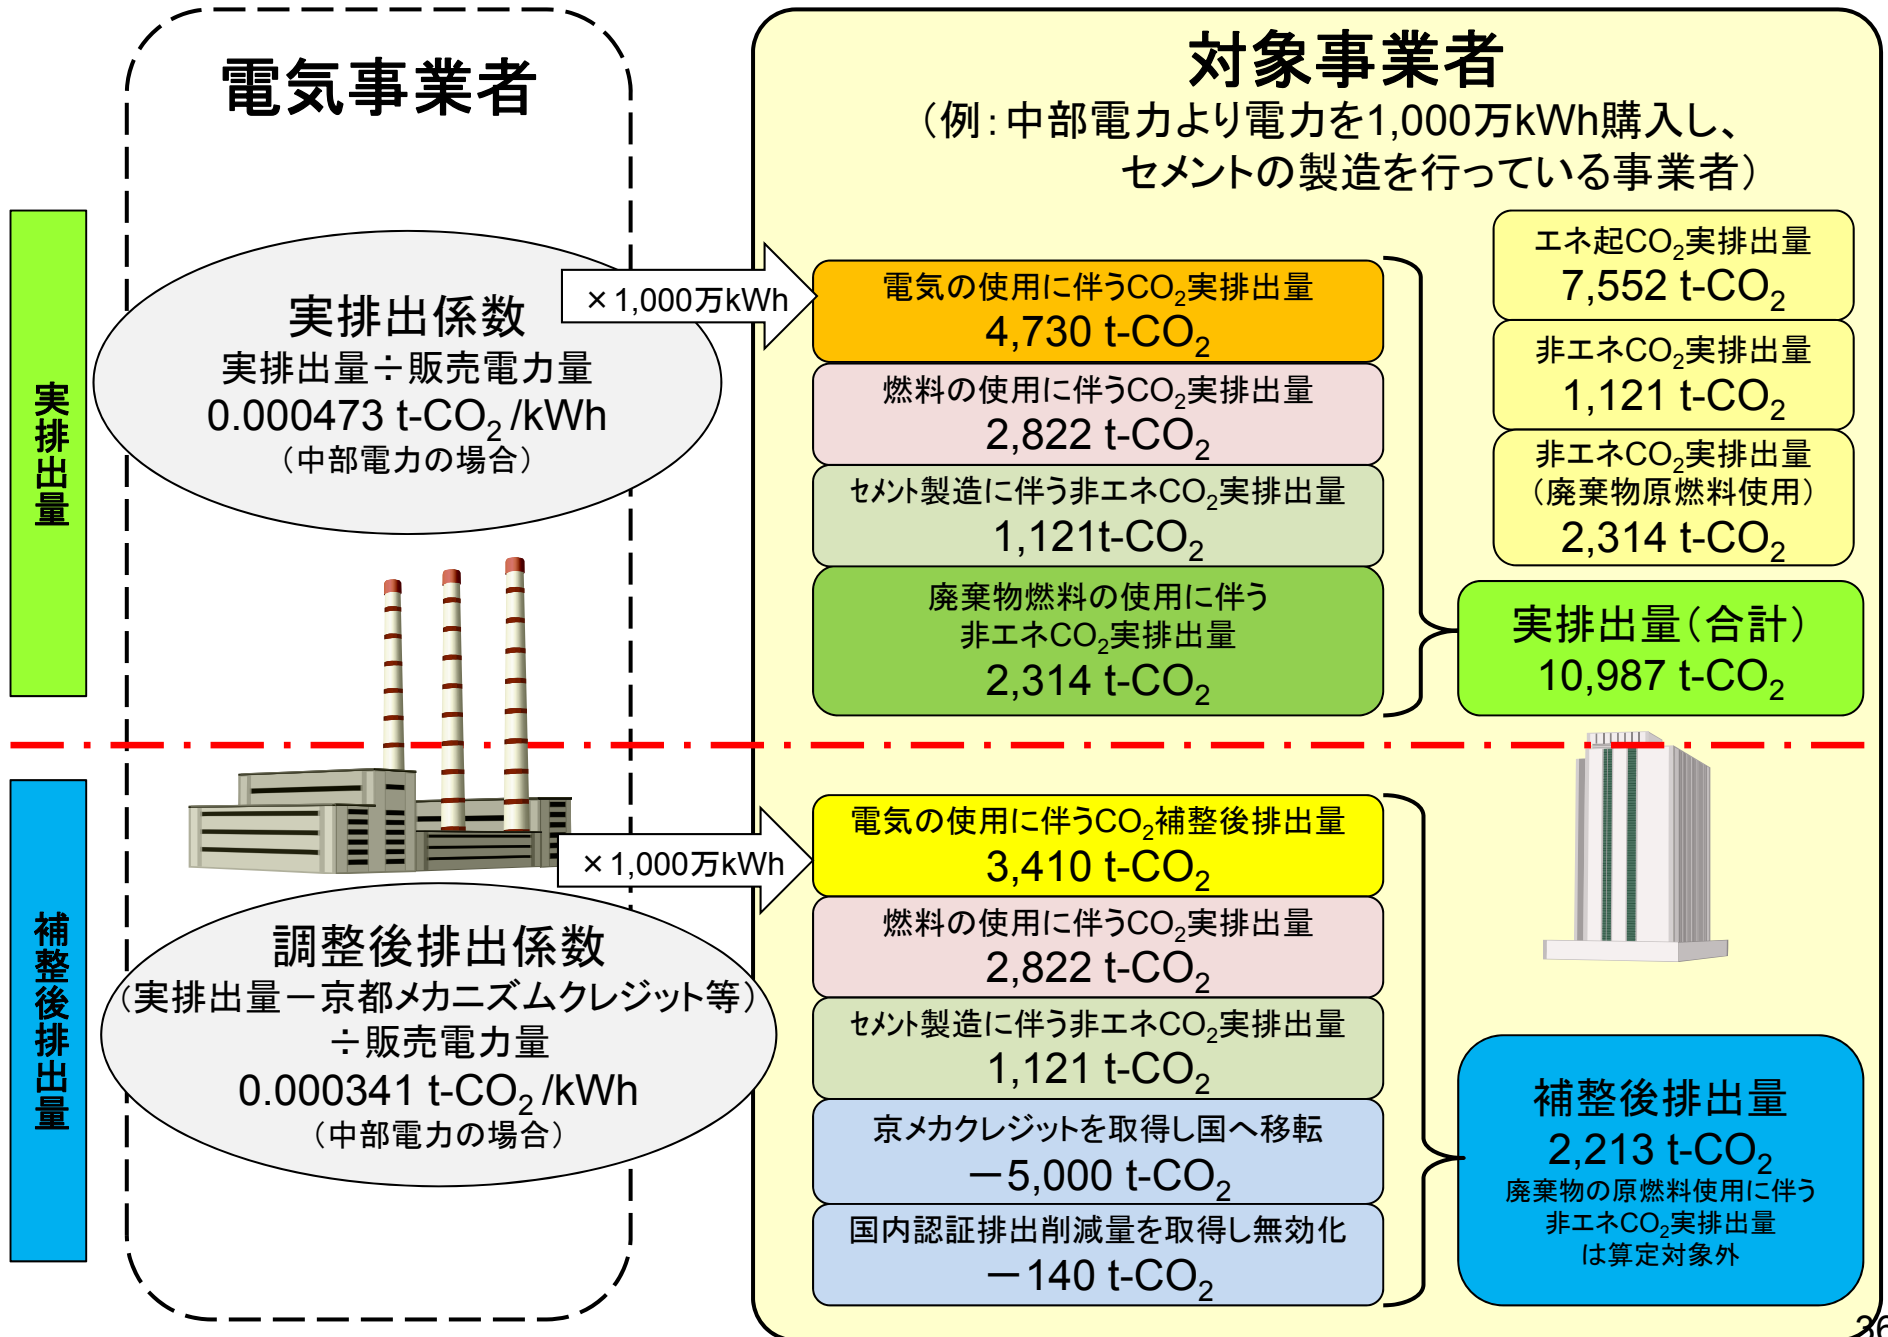 電気事業者
対象事業者
（例：中部電力より電力を1,000万kWh購入し、
セメントの製造を行っている事業者）
実排出量
実排出係数
実排出量÷販売電力量
0.000473 t-CO2/kWh
（中部電力の場合）
×1,000万kWh
電気の使用に伴うCO2実排出量
4,730 t-CO2
燃料の使用に伴うCO2実排出量
2,822 t-CO2
セメント製造に伴う非エネCO2実排出量
1,121t-CO2
廃棄物燃料の使用に伴う
非エネCO2実排出量
2,314 t-CO2
エネ起CO2実排出量
7,552 t-CO2
非エネCO2実排出量
1,121 t-CO2
非エネCO2実排出量
（廃棄物原燃料使用）
2,314 t-CO2
実排出量（合計）
10,987 t-CO2
補整後排出量
×1,000万kWh
調整後排出係数
（実排出量－京都メカニズムクレジット等）
÷販売電力量
0.000341 t-CO2/kWh
（中部電力の場合）
電気の使用に伴うCO2補整後排出量
3,410 t-CO2
燃料の使用に伴うCO2実排出量
2,822 t-CO2
セメント製造に伴う非エネCO2実排出量
1,121 t-CO2
京メカクレジットを取得し国へ移転
－5,000 t-CO2
国内認証排出削減量を取得し無効化
－140 t-CO2
補整後排出量
2,213 t-CO2
廃棄物の原燃料使用に伴う
非エネCO2実排出量
は算定対象外
36